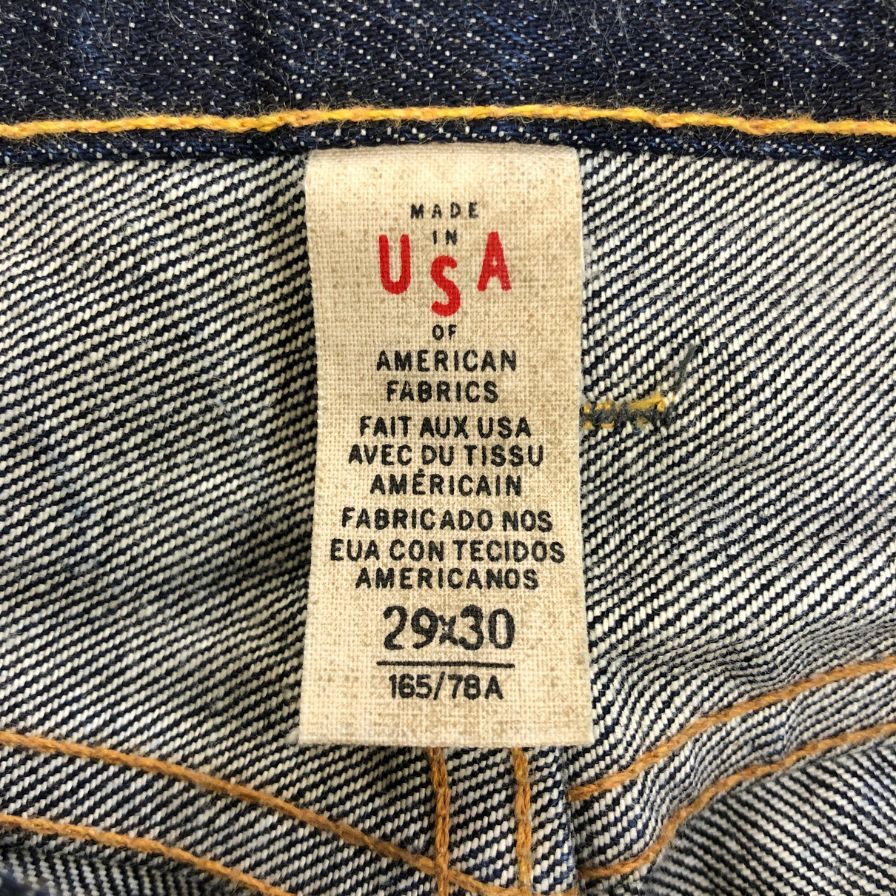 MADE
IN
USA
OF
AMERICAN
FABRICS
FAIT AUX USA
AVEC DU TISSU
AMÉRICAIN
FABRICADO NOS
EUA CON TECIDOS
AMERICANOS
29x30
165/78A